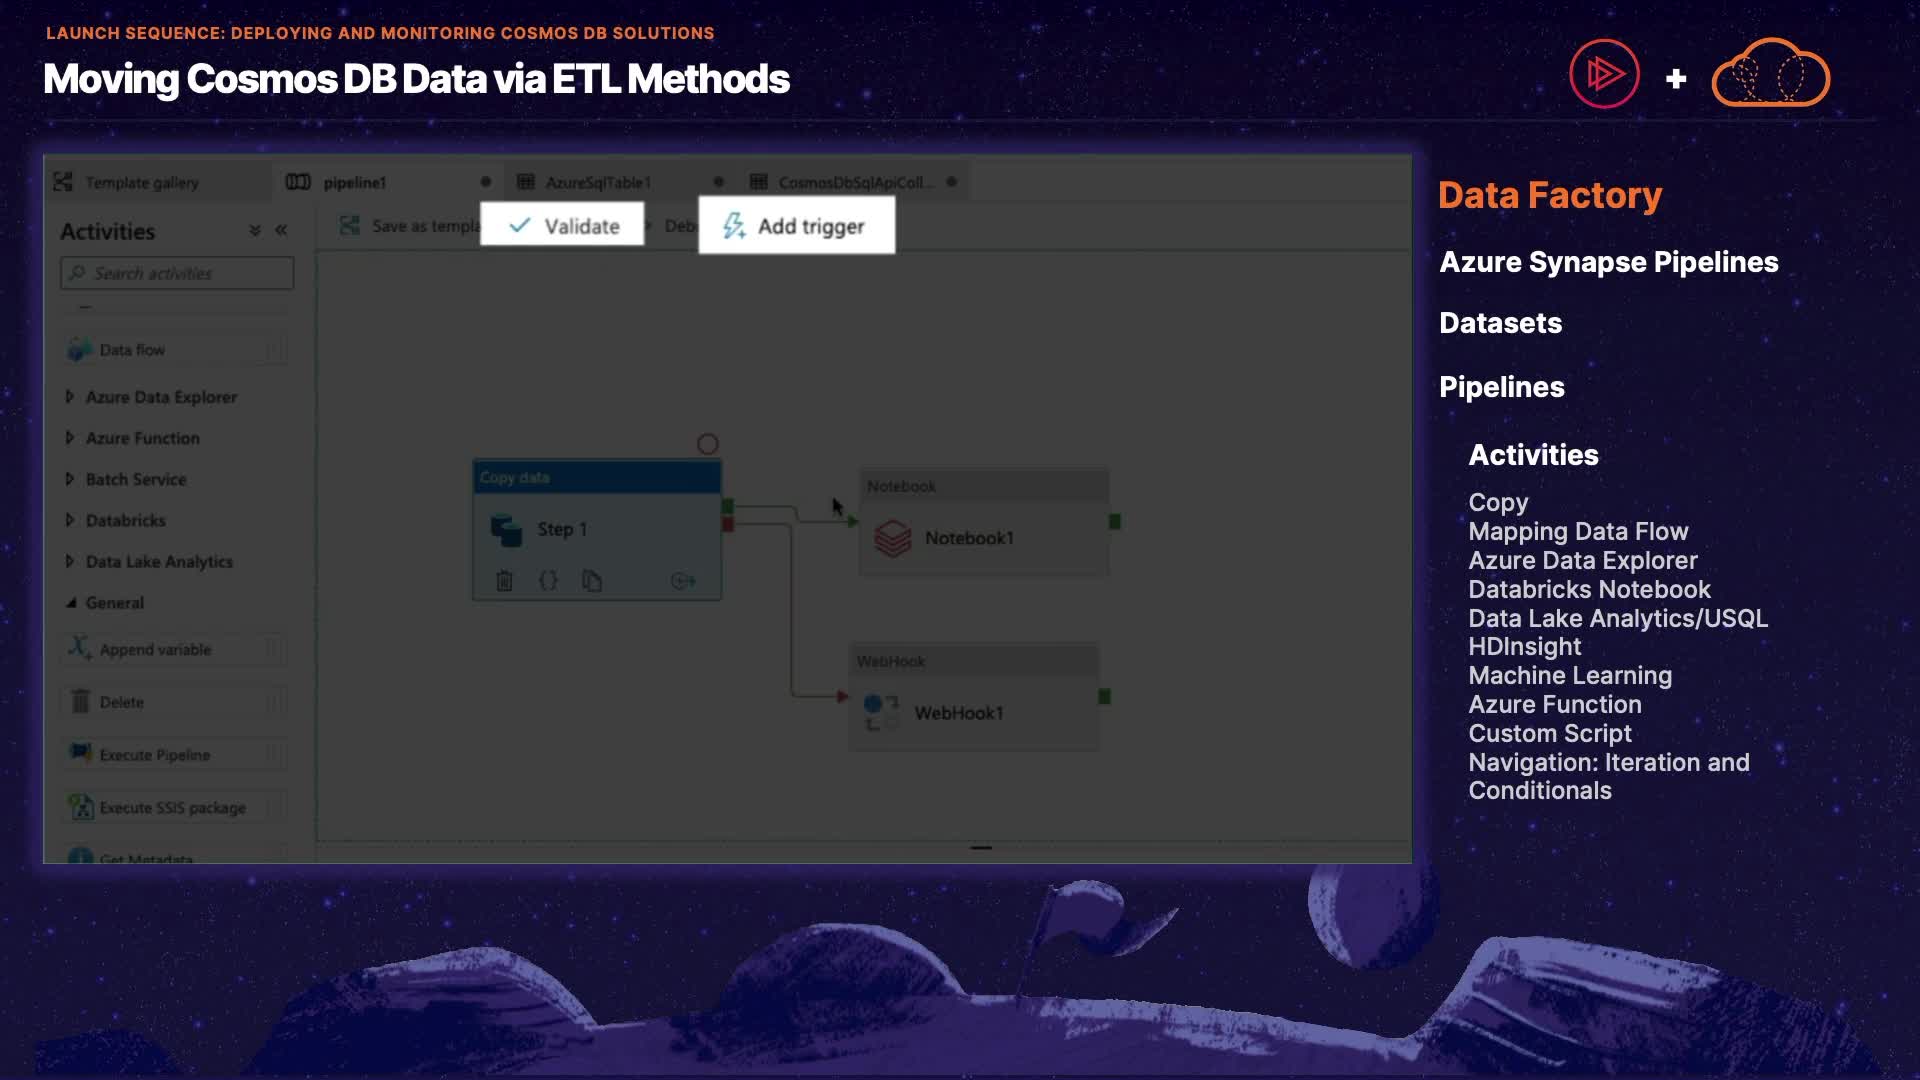 LAUNCH SEQUENCE: DEPLOYING AND MONITORING COSMOS DB SOLUTIONS
Moving Cosmos DB Data via ETL Methods
+
Template gallery
pipeline1
AzureSqlTable1
CosmosDbSqlApiColl...
Activities
Save as templa
Validate
Deb
Add trigger
Search activities
Data flow
Azure Data Explorer
Azure Function
Batch Service
Databricks
Data Lake Analytics
General
Append variable
Delete
Execute Pipeline
Execute SSIS package
Get Metadata
Copy data
Step 1
Notebook
Notebook1
WebHook
WebHook1
Data Factory
Azure Synapse Pipelines
Datasets
Pipelines
Activities
Copy
Mapping Data Flow
Azure Data Explorer
Databricks Notebook
Data Lake Analytics/USQL
HDInsight
Machine Learning
Azure Function
Custom Script
Navigation: Iteration and
Conditionals